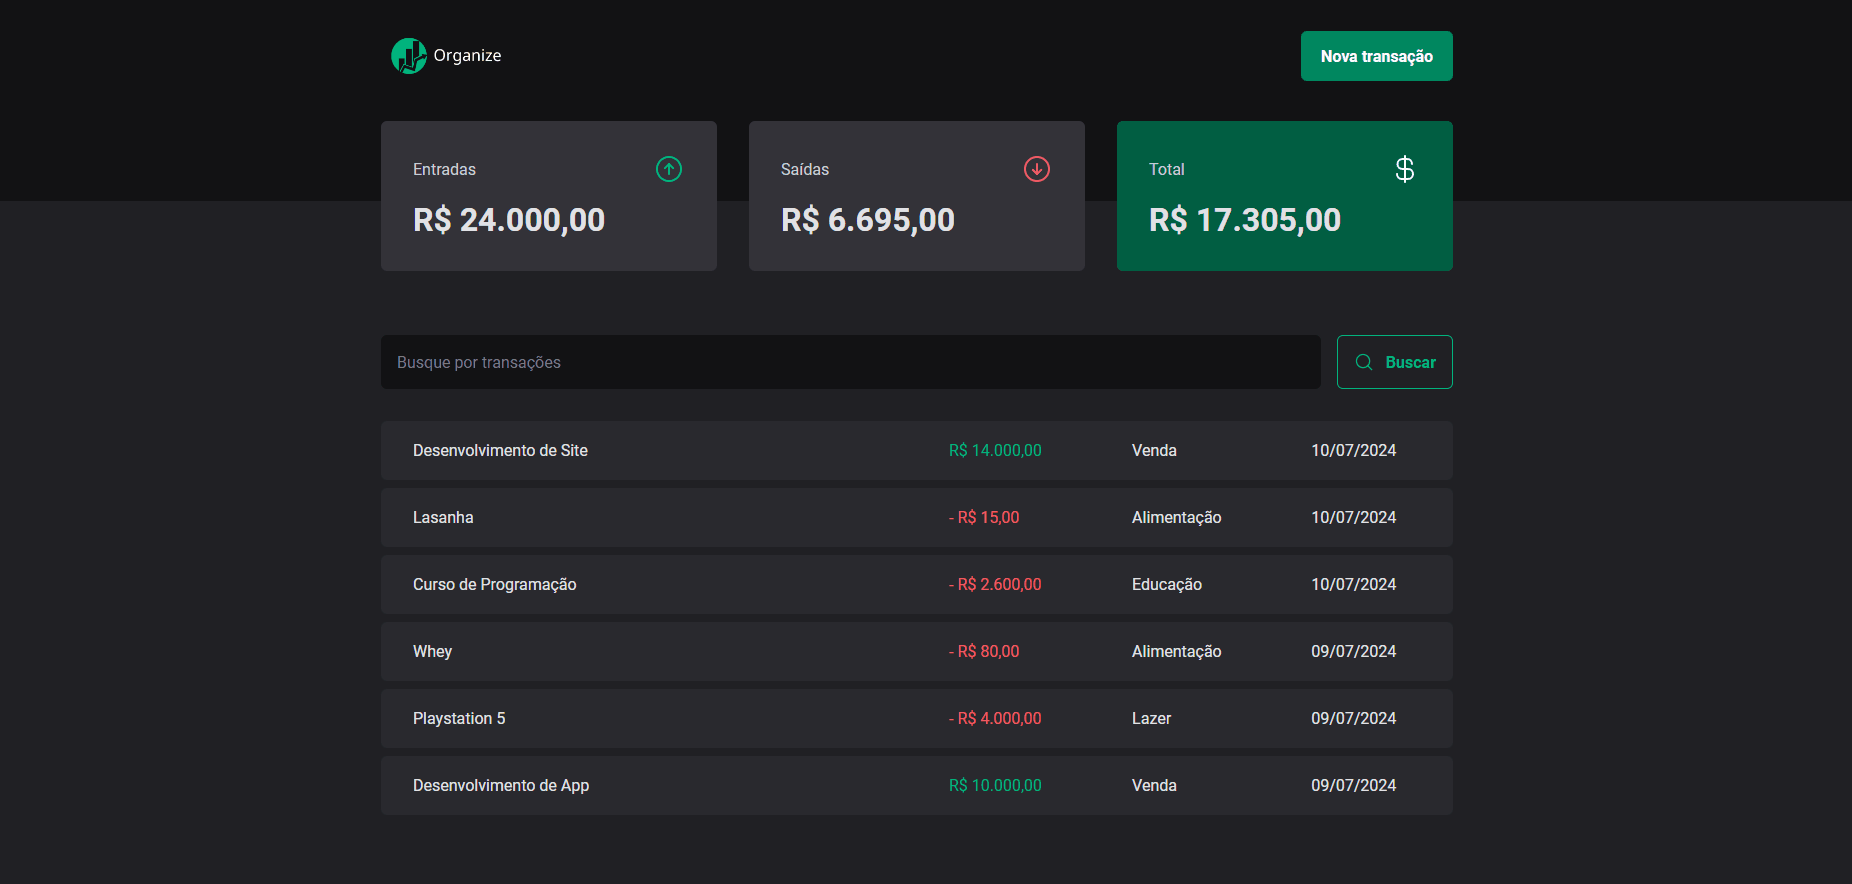 Organize
Nova transação
Entradas
R$ 24.000,00
Saídas
R$ 6.695,00
Total
$
R$ 17.305,00
Busque por transações
Buscar
Desenvolvimento de Site R$ 14.000,00 Venda 10/07/2024
Lasanha - R$ 15,00 Alimentação 10/07/2024
Curso de Programação - R$ 2.600,00 Educação 10/07/2024
Whey - R$ 80,00 Alimentação 09/07/2024
Playstation 5 - R$ 4.000,00 Lazer 09/07/2024
Desenvolvimento de App R$ 10.000,00 Venda 09/07/2024